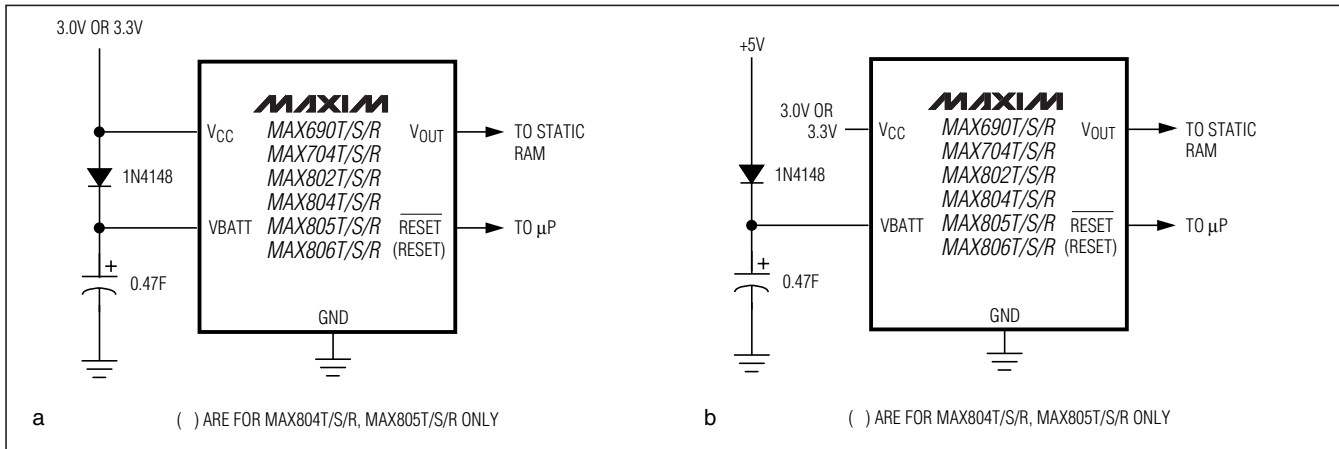 3.0V OR 3.3V
MAXIM
VCC
MAX690T/S/R
VOUT
TO STATIC
RAM
MAX704T/S/R
1N4148
MAX802T/S/R
MAX804T/S/R
VBATT
MAX805T/S/R
RESET
TO μP
MAX806T/S/R
(RESET)
+
0.47F
GND
a
( ) ARE FOR MAX804T/S/R, MAX805T/S/R ONLY
+5V
3.0V OR
3.3V
MAXIM
VCC
MAX690T/S/R
VOUT
TO STATIC
RAM
MAX704T/S/R
1N4148
MAX802T/S/R
MAX804T/S/R
VBATT
MAX805T/S/R
RESET
TO μP
MAX806T/S/R
(RESET)
+
0.47F
GND
b
( ) ARE FOR MAX804T/S/R, MAX805T/S/R ONLY